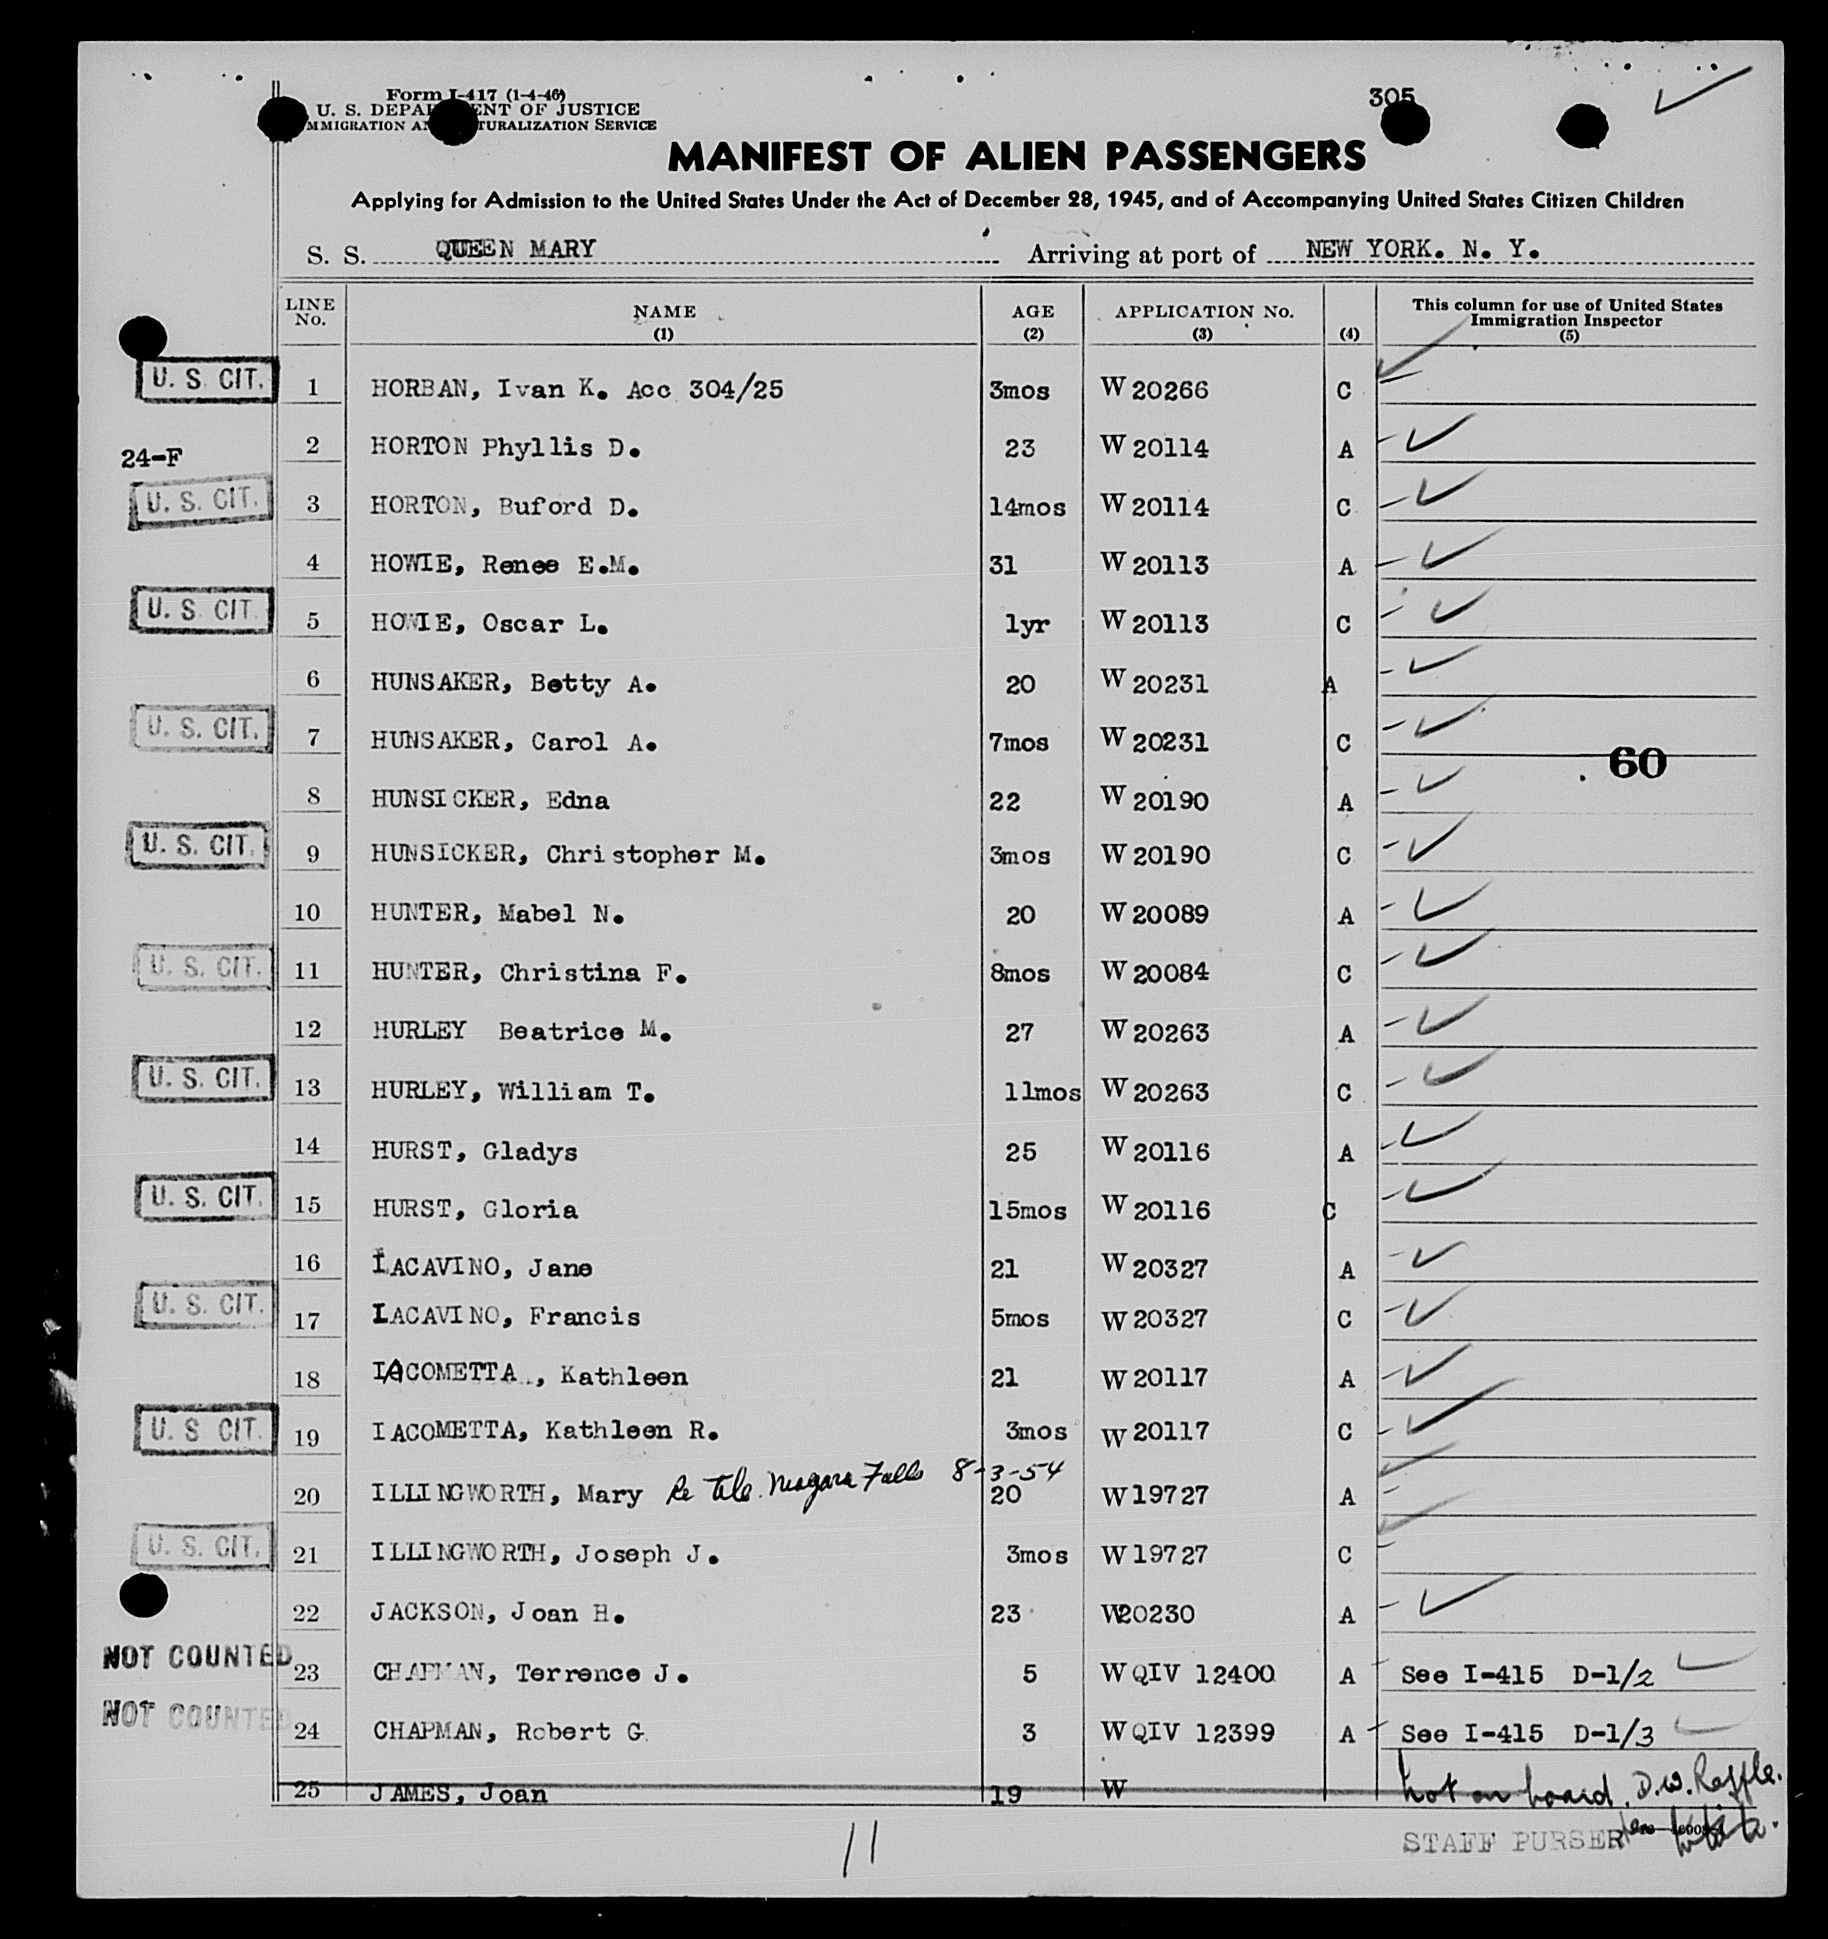 Form I-417 (1-4-46)
U. S. DEPARTMENT OF JUSTICE
IMMIGRATION AND NATURALIZATION SERVICE
305
MANIFEST OF ALIEN PASSENGERS
Applying for Admission to the United States Under the Act of December 28, 1945, and of Accompanying United States Citizen Children
S. S. QUEEN MARY Arriving at port of NEW YORK. N. Y.
LINE No. NAME (1) AGE (2) APPLICATION No. (3) (4) This column for use of United States Immigration Inspector (5)
U. S. CIT. 1 HORBAN, Ivan K. Acc 304/25 3mos W 20266 C
24-F 2 HORTON Phyllis D. 23 W 20114 A
U. S. CIT. 3 HORTON, Buford D. 14mos W 20114 C
4 HOWIE, Renee E.M. 31 W 20113 A
U. S. CIT 5 HOWIE, Oscar L. 1yr W 20113 C
6 HUNSAKER, Betty A. 20 W 20231 A
U. S. CIT. 7 HUNSAKER, Carol A. 7mos W 20231 C
60
8 HUNSICKER, Edna 22 W 20190 A
U. S. CIT. 9 HUNSICKER, Christopher M. 3mos W 20190 C
10 HUNTER, Mabel N. 20 W 20089 A
U. S. CIT. 11 HUNTER, Christina F. 8mos W 20084 C
12 HURLEY Beatrice M. 27 W 20263 A
U. S. CIT. 13 HURLEY, William T. 11mos W 20263 C
14 HURST, Gladys 25 W 20116 A
U. S. CIT. 15 HURST, Gloria 15mos W 20116 C
16 IACAVINO, Jane 21 W 20327 A
U. S. CIT. 17 IACAVINO, Francis 5mos W 20327 C
18 IACOMETTA, Kathleen 21 W 20117 A
U. S CIT. 19 IACOMETTA, Kathleen R. 3mos W 20117 C
20 ILLINGWORTH, Mary Re tile. Niagara Falls 8-3-54 20 W 19727 A
U. S. CIT. 21 ILLINGWORTH, Joseph J. 3mos W 19727 C
22 JACKSON, Joan H. 23 W20230 A
NOT COUNTED 23 CHAPMAN, Terrence J. 5 W QIV 12400 A See I-415 D-1/2
NOT COUNTED 24 CHAPMAN, Robert G. 3 W QIV 12399 A See I-415 D-1/3
25 JAMES, Joan 19 W not on board. D.W.
11
STAFF PURSER